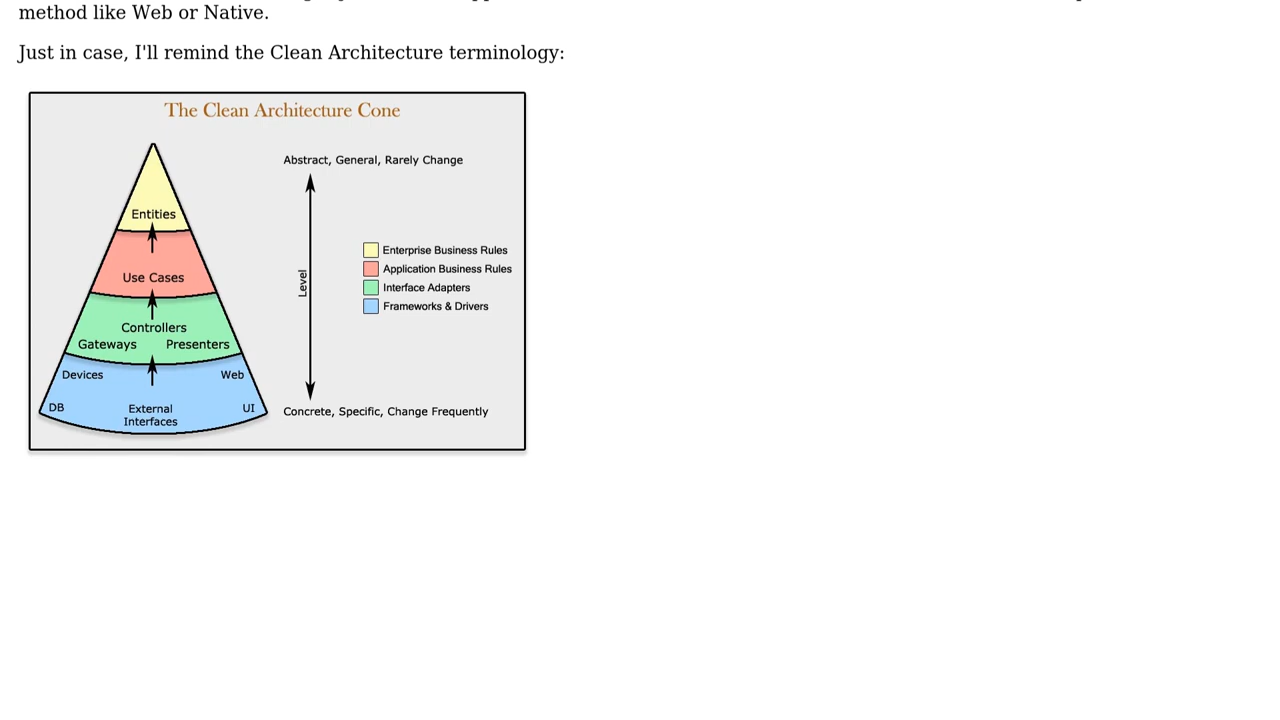 method like Web or Native.
Just in case, I'll remind the Clean Architecture terminology:
The Clean Architecture Cone
Abstract, General, Rarely Change
Entities
Use Cases
Controllers
Gateways Presenters
Devices Web
DB External Interfaces UI
Level
Enterprise Business Rules
Application Business Rules
Interface Adapters
Frameworks & Drivers
Concrete, Specific, Change Frequently